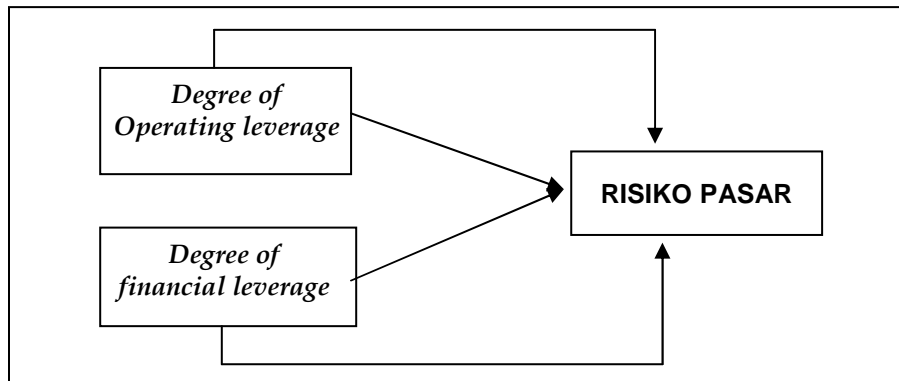 Degree of
Operating leverage
RISIKO PASAR
Degree of
financial leverage